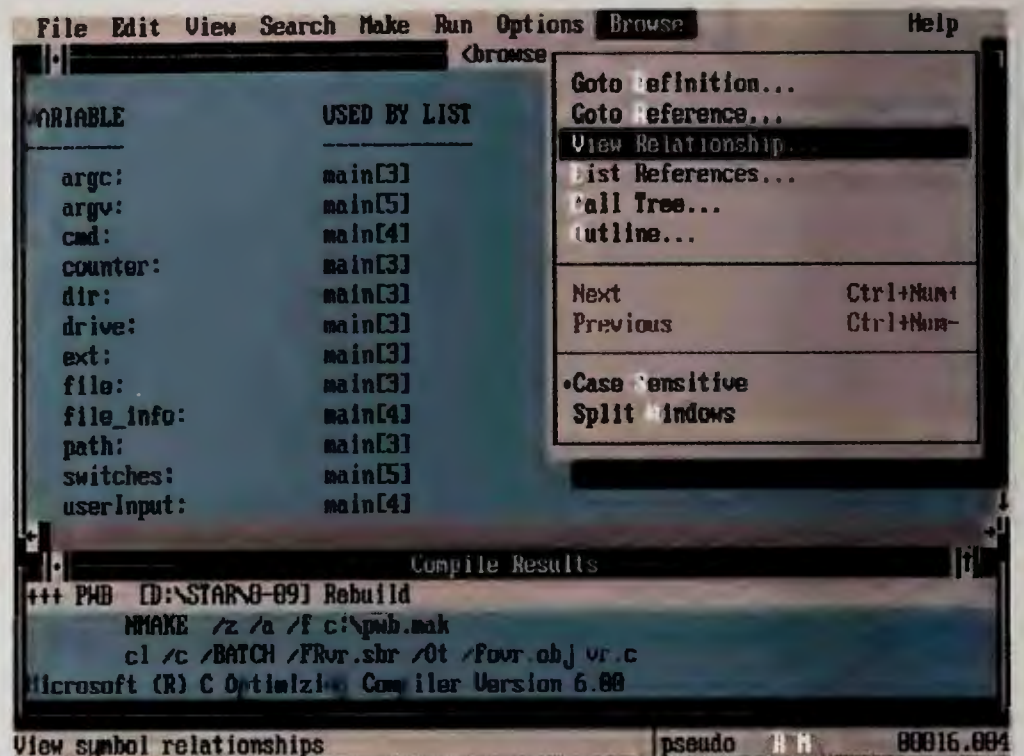 File Edit View Search Make Run Options Browse Help
<browse
VARIABLE USED BY LIST
argc: main[3]
argv: main[5]
cmd: main[4]
counter: main[3]
dir: main[3]
drive: main[3]
ext: main[3]
file: main[3]
file_info: main[4]
path: main[3]
switches: main[5]
userInput: main[4]
Goto Definition...
Goto Reference...
View Relationship...
List References...
Call Tree...
Outline...
Next Ctrl+Num+
Previous Ctrl+Num-
•Case Sensitive
Split Windows
Compile Results
+++ PWB [D:\STAR\8-09] Rebuild
NMAKE /z /a /f c:\pwb.mak
cl /c /BATCH /FRvr.sbr /Ot /Fovr.obj vr.c
Microsoft (R) C Optimizing Compiler Version 6.00
View symbol relationships pseudo R M 00016.004